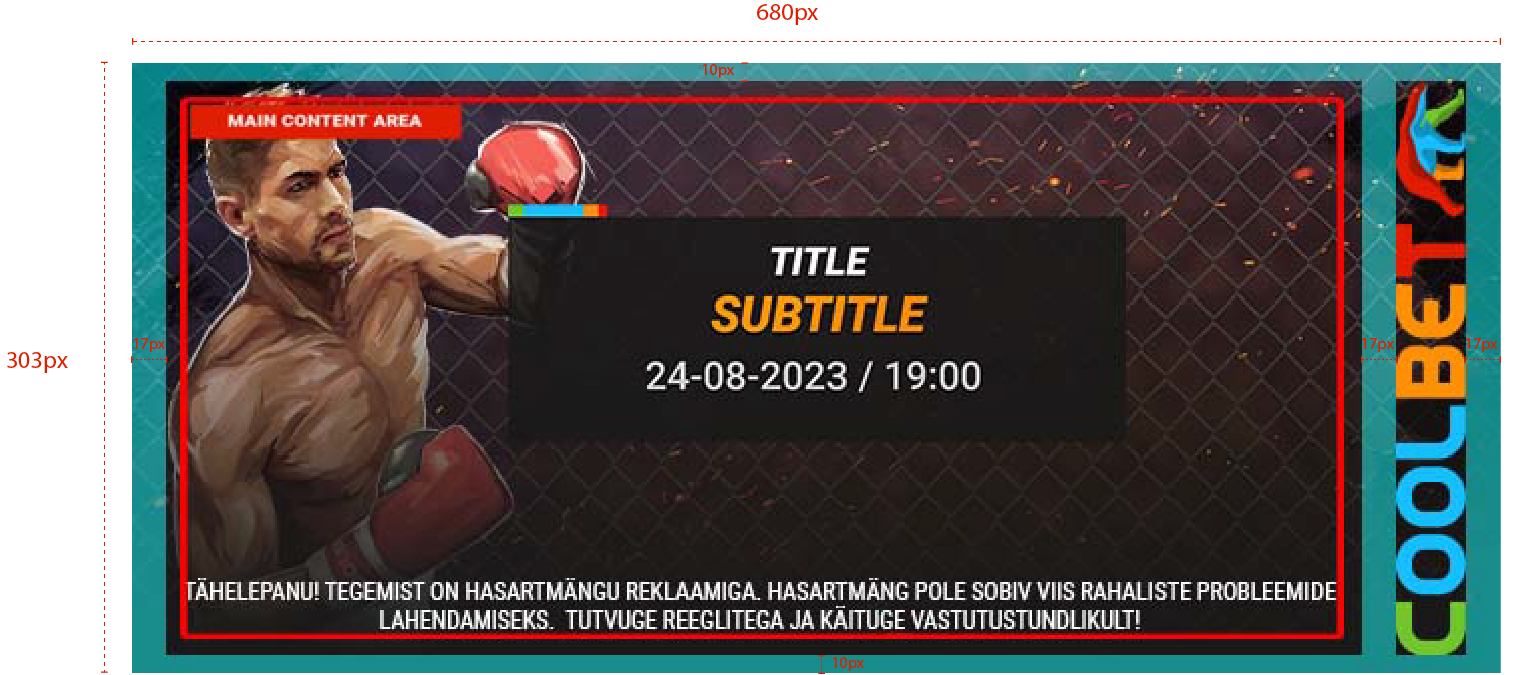 680px
10px
MAIN CONTENT AREA
TITLE
SUBTITLE
24-08-2023 / 19:00
303px
17px
17px
17px
TÄHELEPANU! TEGEMIST ON HASARTMÄNGU REKLAAMIGA. HASARTMÄNG POLE SOBIV VIIS RAHALISTE PROBLEEMIDE
LAHENDAMISEKS. TUTVUGE REEGLITEGA JA KÄITUGE VASTUTUSTUNDLIKULT!
10px
COOLBET